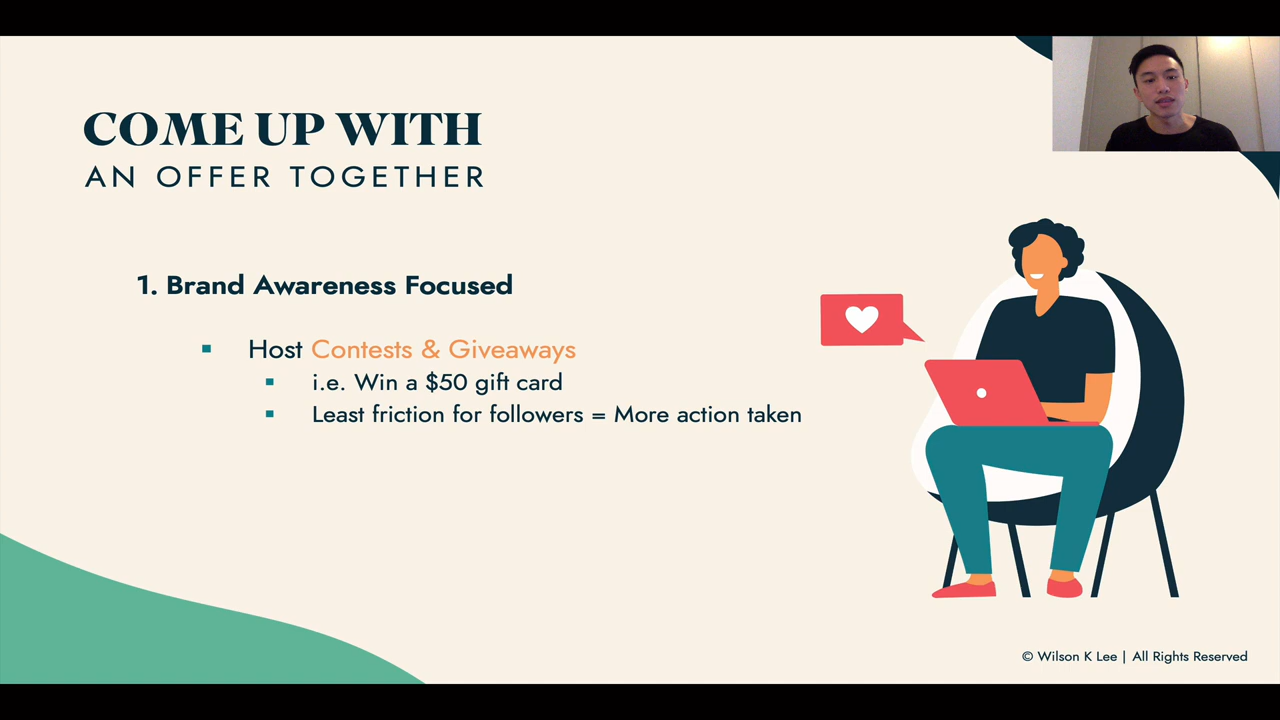 COME UP WITH
AN OFFER TOGETHER
1. Brand Awareness Focused
Host Contests & Giveaways
i.e. Win a $50 gift card
Least friction for followers = More action taken
© Wilson K Lee | All Rights Reserved